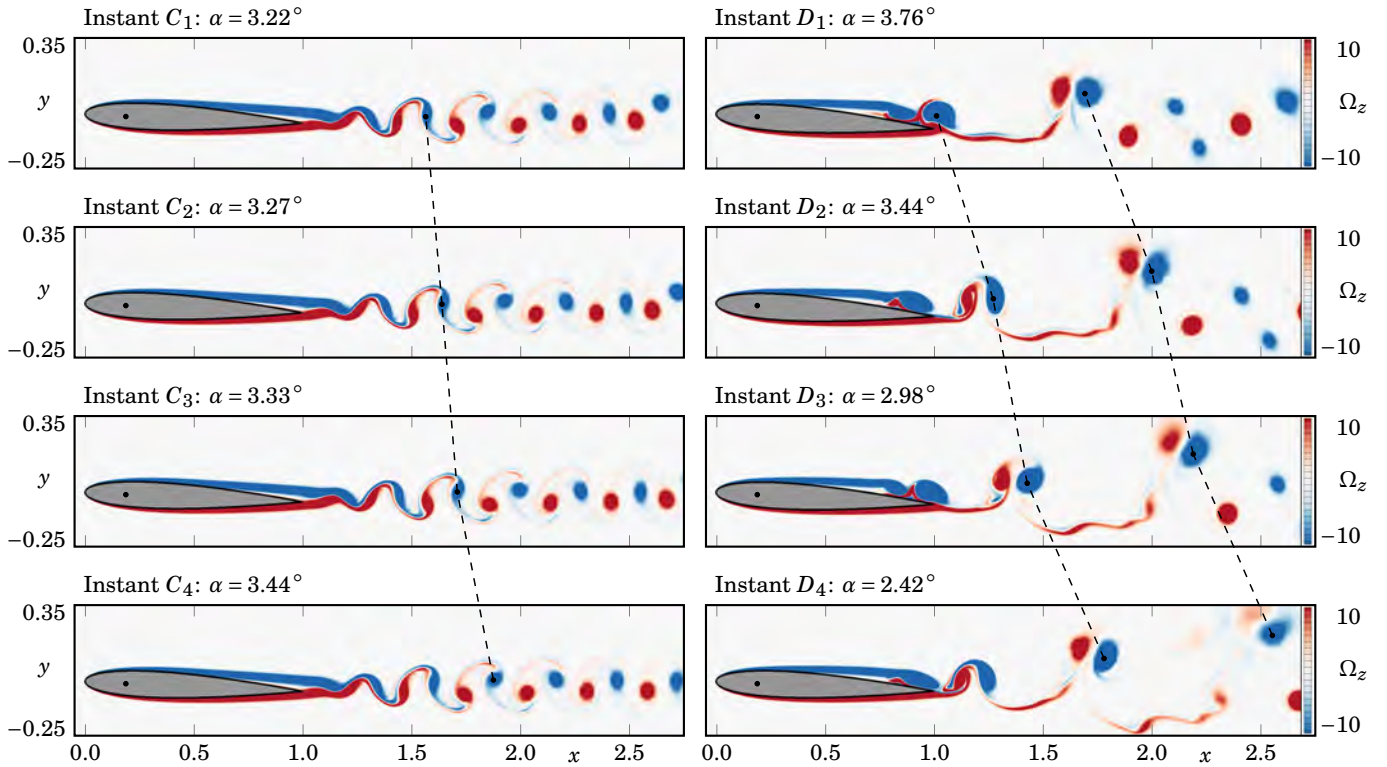 Instant C1: α = 3.22°
Instant D1: α = 3.76°
0.35
y
−0.25
10
Ωz
−10
Instant C2: α = 3.27°
Instant D2: α = 3.44°
0.35
y
−0.25
10
Ωz
−10
Instant C3: α = 3.33°
Instant D3: α = 2.98°
0.35
y
−0.25
10
Ωz
−10
Instant C4: α = 3.44°
Instant D4: α = 2.42°
0.35
y
−0.25
10
Ωz
−10
0.0 0.5 1.0 1.5 2.0 x 2.5
0.0 0.5 1.0 1.5 2.0 x 2.5